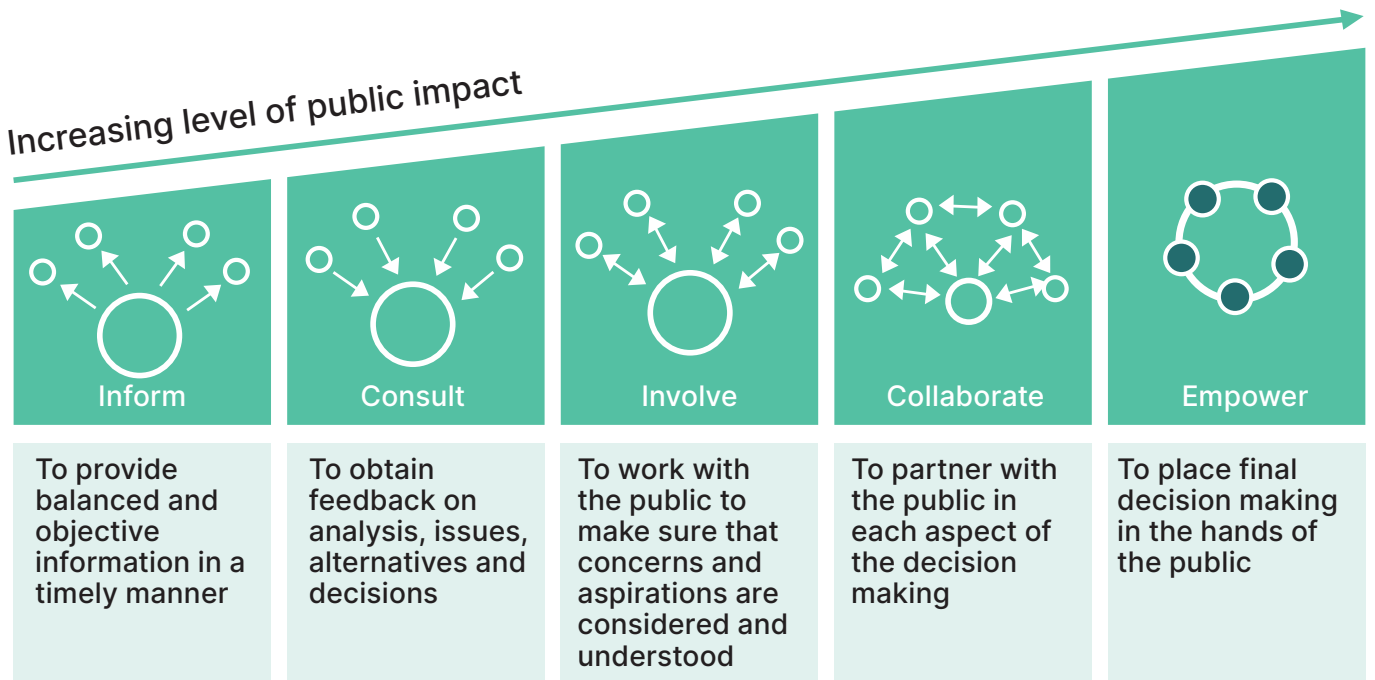 Increasing level of public impact
Inform
To provide
balanced and
objective
information in a
timely manner
Consult
To obtain
feedback on
analysis, issues,
alternatives and
decisions
Involve
To work with
the public to
make sure that
concerns and
aspirations are
considered and
understood
Collaborate
To partner with
the public in
each aspect of
the decision
making
Empower
To place final
decision making
in the hands of
the public